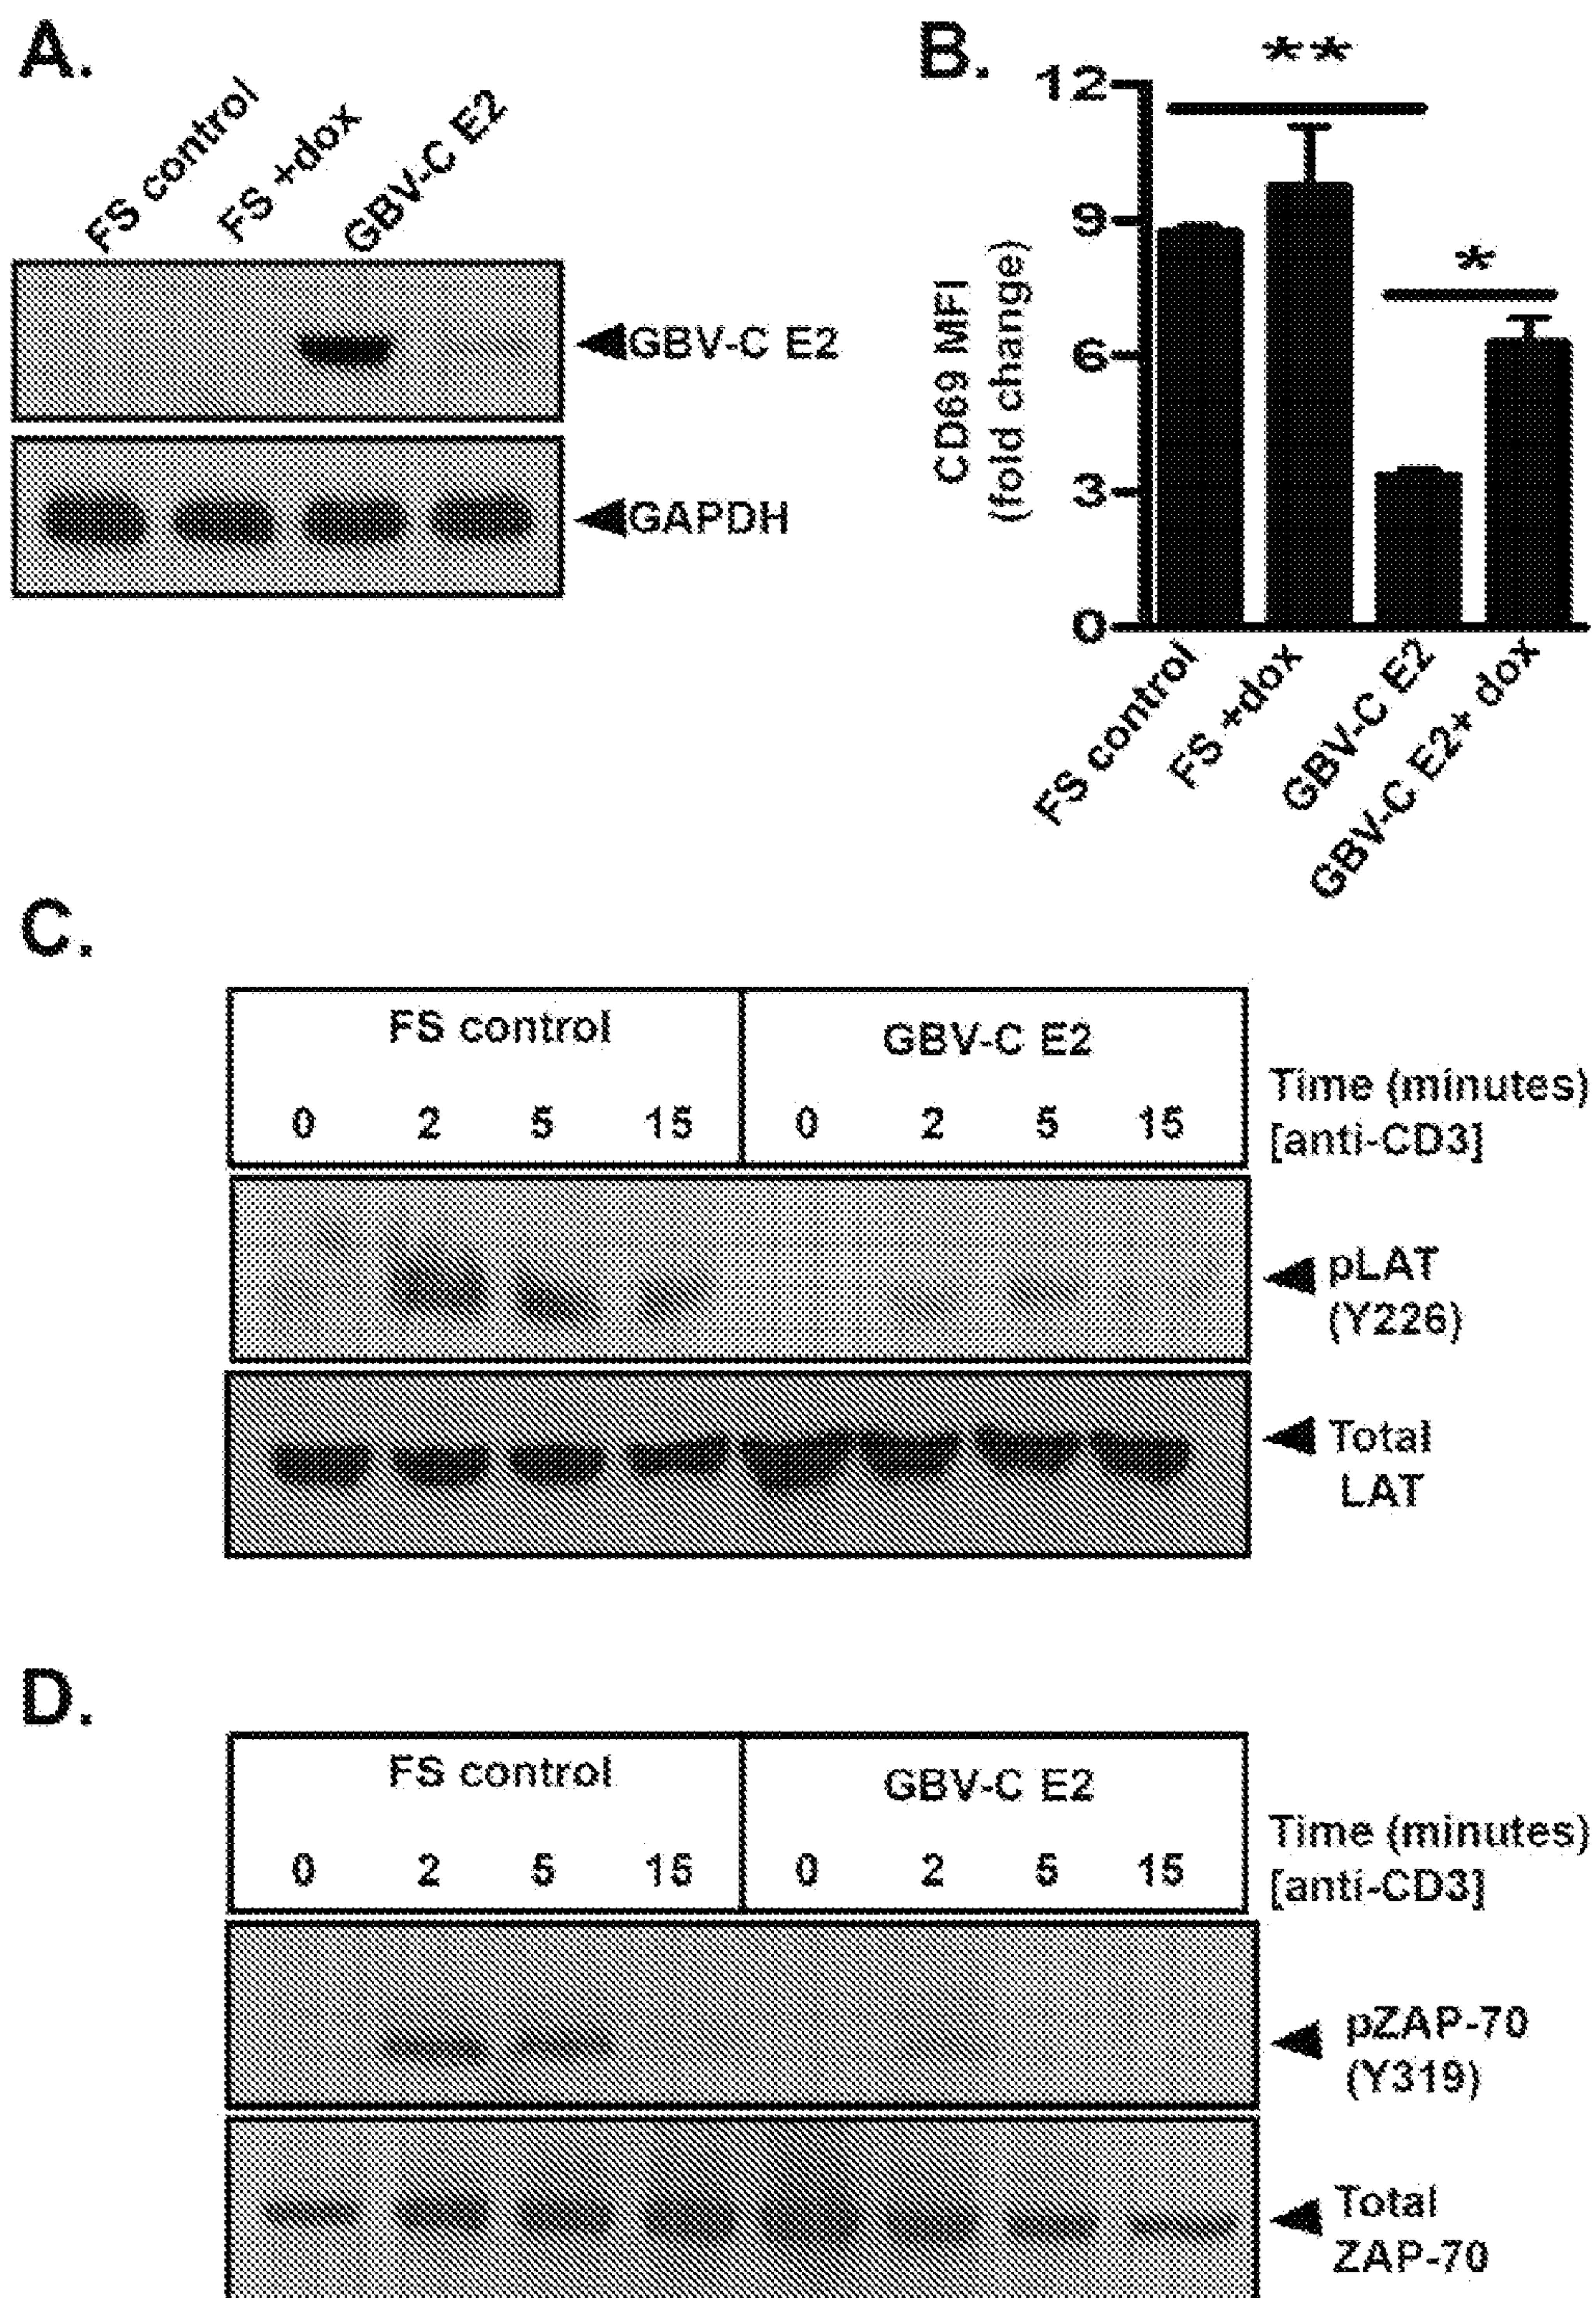 A.
FS control
FS +dox
GBV-C E2
GBV-C E2
GAPDH
B.
**
*
12
9
6
3
0
CD69 MFI
(fold change)
FS control
FS +dox
GBV-C E2
GBV-C E2+ dox
C.
FS control
GBV-C E2
0 2 5 15 0 2 5 15
Time (minutes)
[anti-CD3]
pLAT
(Y226)
Total
LAT
D.
FS control
GBV-C E2
0 2 5 15 0 2 5 15
Time (minutes)
[anti-CD3]
pZAP-70
(Y319)
Total
ZAP-70